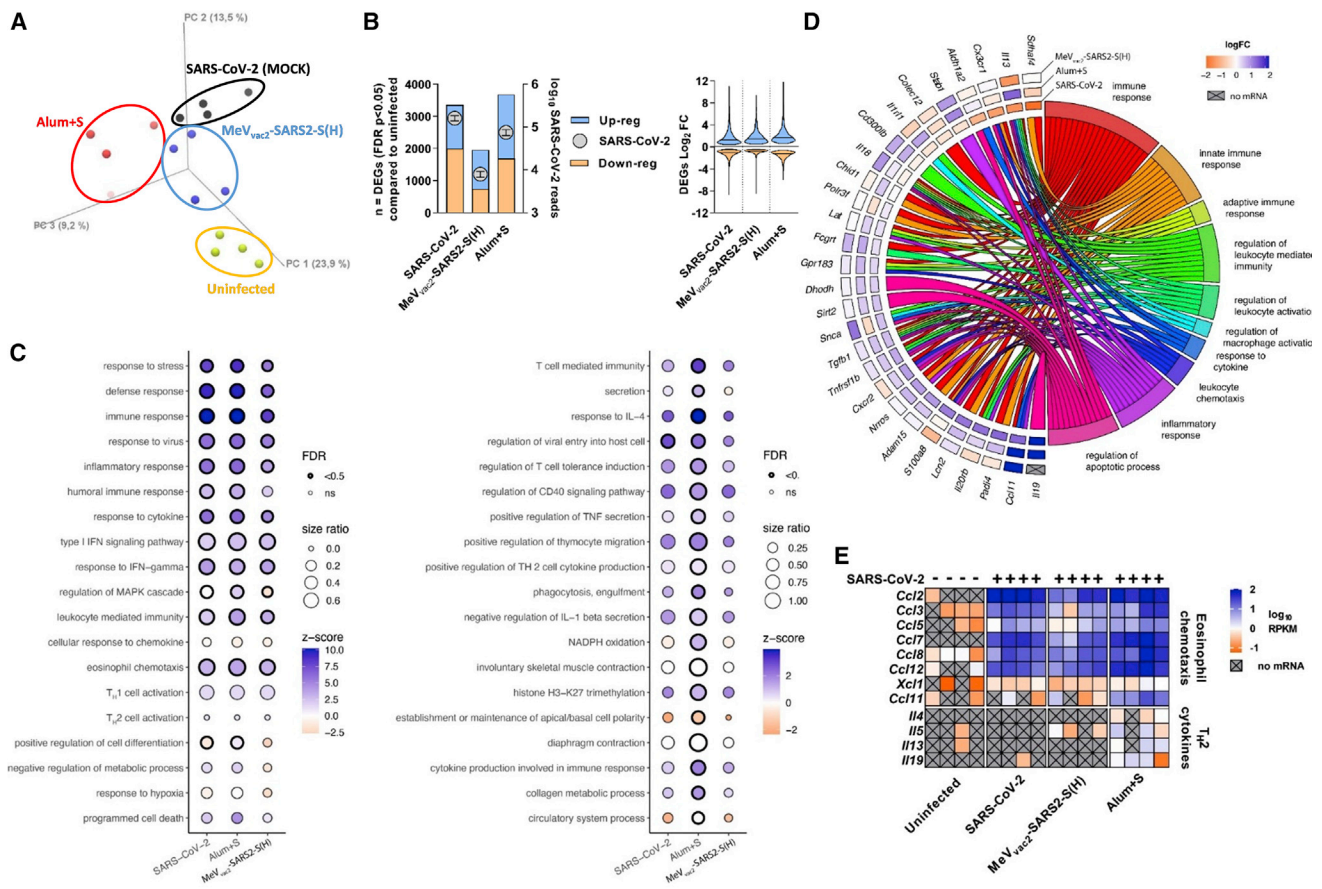 A
PC 2 (13,5 %)
SARS-CoV-2 (MOCK)
Alum+S
MeVvac2-SARS2-S(H)
PC 3 (9,2 %)
PC 1 (23,9 %)
Uninfected
B
n = DEGs (FDR p<0.05)
compared to uninfected
4000
3000
2000
1000
0
6
5
4
3
log10 SARS-CoV-2 reads
SARS-CoV-2
MeVvac2-SARS2-S(H)
Alum+S
Up-reg
SARS-CoV-2
Down-reg
DEGs Log2 FC
12
8
4
0
-4
-8
-12
SARS-CoV-2
MeVvac2-SARS2-S(H)
Alum+S
C
response to stress
defense response
immune response
response to virus
inflammatory response
humoral immune response
response to cytokine
type I IFN signaling pathway
response to IFN-gamma
regulation of MAPK cascade
leukocyte mediated immunity
cellular response to chemokine
eosinophil chemotaxis
TH1 cell activation
TH2 cell activation
positive regulation of cell differentiation
negative regulation of metabolic process
response to hypoxia
programmed cell death
SARS-CoV-2
Alum+S
MeVvac2-SARS2-S(H)
FDR
<0.5
ns
size ratio
0.0
0.2
0.4
0.6
z-score
10.0
7.5
5.0
2.5
0.0
-2.5
T cell mediated immunity
secretion
response to IL-4
regulation of viral entry into host cell
regulation of T cell tolerance induction
regulation of CD40 signaling pathway
positive regulation of TNF secretion
positive regulation of thymocyte migration
positive regulation of TH 2 cell cytokine production
phagocytosis, engulfment
negative regulation of IL-1 beta secretion
NADPH oxidation
involuntary skeletal muscle contraction
histone H3-K27 trimethylation
establishment or maintenance of apical/basal cell polarity
diaphragm contraction
cytokine production involved in immune response
collagen metabolic process
circulatory system process
SARS-CoV-2
Alum+S
MeVvac2-SARS2-S(H)
FDR
<0.
ns
size ratio
0.25
0.50
0.75
1.00
z-score
2
0
-2
D
logFC
-2 -1 0 1 2
no mRNA
MeVvac2-SARS2-S(H)
Alum+S
SARS-CoV-2
Sdhaf4
Il13
Cx3cr1
Aldh1a2
Stbb1
Colec12
Il1rl1
Cd300lb
Il18
Chid1
Polr3f
Lat
Fcgrt
Gpr183
Dhodh
Sirt2
Snca
Tgfb1
Tnfrsf1b
Cxcr2
Nrros
Adam15
S100a8
Lcn2
Il20rb
Padi4
Ccl11
Il19
immune
response
innate immune
response
adaptive immune
response
regulation of
leukocyte mediated
immunity
regulation of
leukocyte activatio
regulation of
macrophage activatio
response to
cytokine
leukocyte
chemotaxis
inflammatory
response
regulation of
apoptotic process
E
SARS-CoV-2 - - - - + + + + + + + + + + + +
Ccl2
Ccl3
Ccl5
Ccl7
Ccl8
Ccl12
Xcl1
Ccl11
Il4
Il5
Il13
Il19
Eosinophil
chemotaxis
TH2
cytokines
Uninfected
SARS-CoV-2
MeVvac2-SARS2-S(H)
Alum+S
2
1
0
-1
log10
RPKM
no mRNA